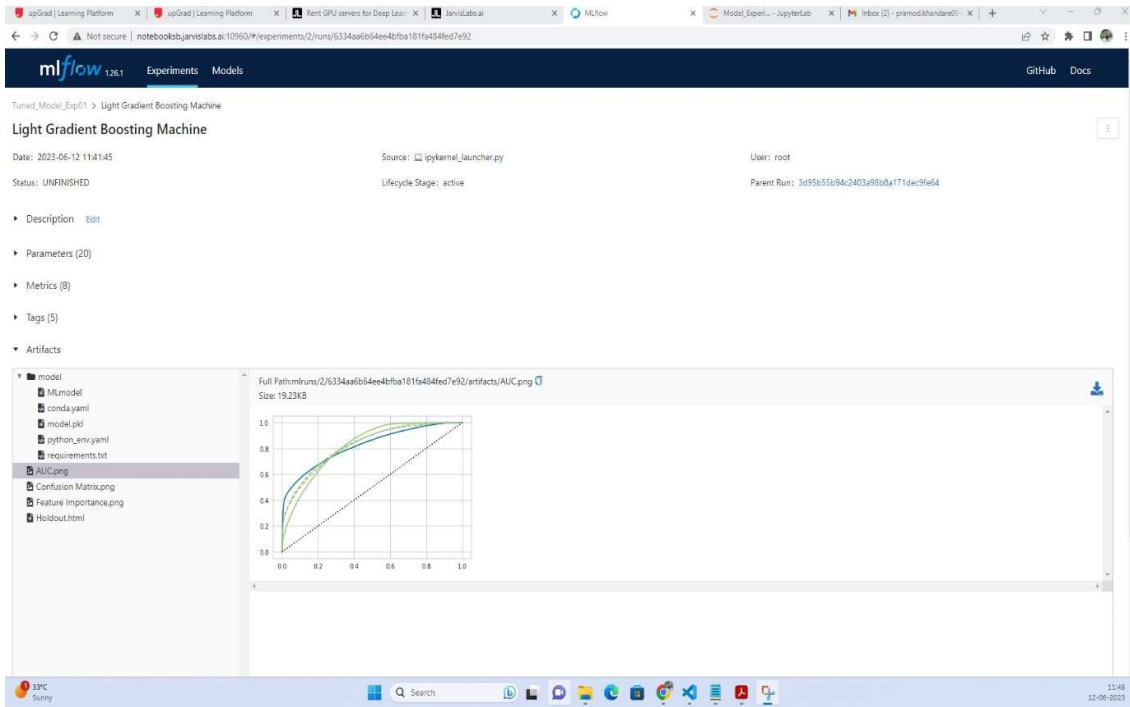 upGrad | Learning Platform
upGrad | Learning Platform
Rent GPU servers for Deep Lear
JarvisLabs.ai
MLflow
Model_Experi... - JupyterLab
Inbox (2) - pramod.khandare09
Not secure | notebooksb.jarvislabs.ai:10960/#/experiments/2/runs/6334aa6b64ee4bfba181fa484fed7e92
mlflow 1.26.1 Experiments Models GitHub Docs
Tuned_Model_Exp01 > Light Gradient Boosting Machine
Light Gradient Boosting Machine
Date: 2023-06-12 11:41:45 Source: ipykernel_launcher.py User: root
Status: UNFINISHED Lifecycle Stage: active Parent Run: 3d95b55b94c2403a98b8a171dec9fe64
Description Edit
Parameters (20)
Metrics (8)
Tags (5)
Artifacts
model
MLmodel
conda.yaml
model.pkl
python_env.yaml
requirements.txt
AUC.png
Confusion Matrix.png
Feature Importance.png
Holdout.html
Full Path:mlruns/2/6334aa6b64ee4bfba181fa484fed7e92/artifacts/AUC.png
Size: 19.23KB
1.0
0.8
0.6
0.4
0.2
0.0
0.0 0.2 0.4 0.6 0.8 1.0
33°C
Sunny
Search
11:48
12-06-2023